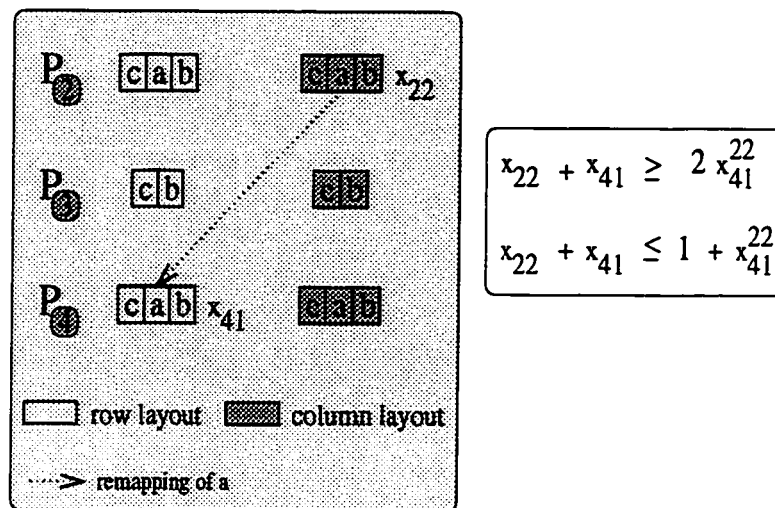 P2 c a b c a b x22
P3 c b c b
P4 c a b x41 c a b
row layout column layout
remapping of a
x22 + x41 ≥ 2 x41^22
x22 + x41 ≤ 1 + x41^22